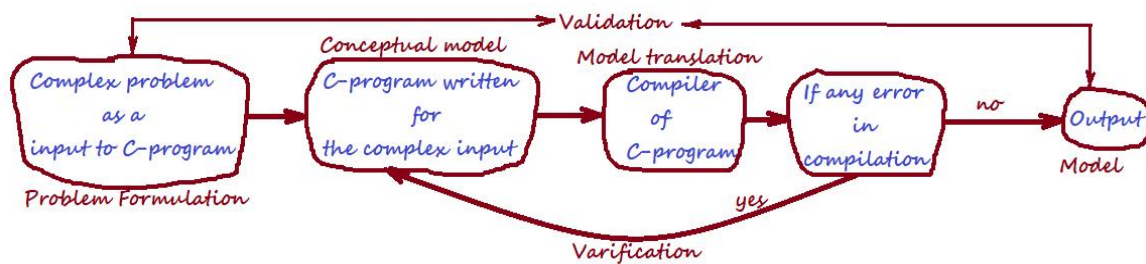 Validation
Conceptual model
Model translation
Complex problem
as a
input to C-program
Problem Formulation
C-program written
for
the complex input
Compiler
of
C-program
If any error
in
compilation
no
Output
Model
yes
Varification